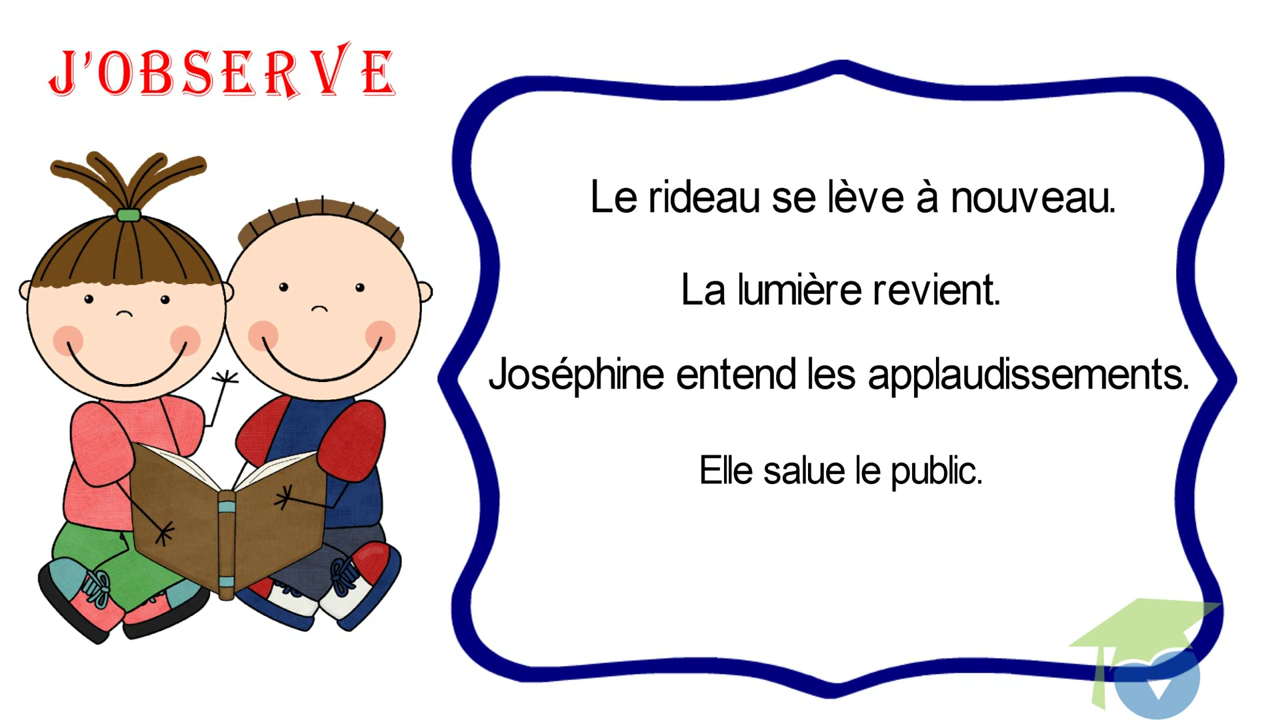 J'OBSERVE
Le rideau se lève à nouveau.
La lumière revient.
Joséphine entend les applaudissements.
Elle salue le public.